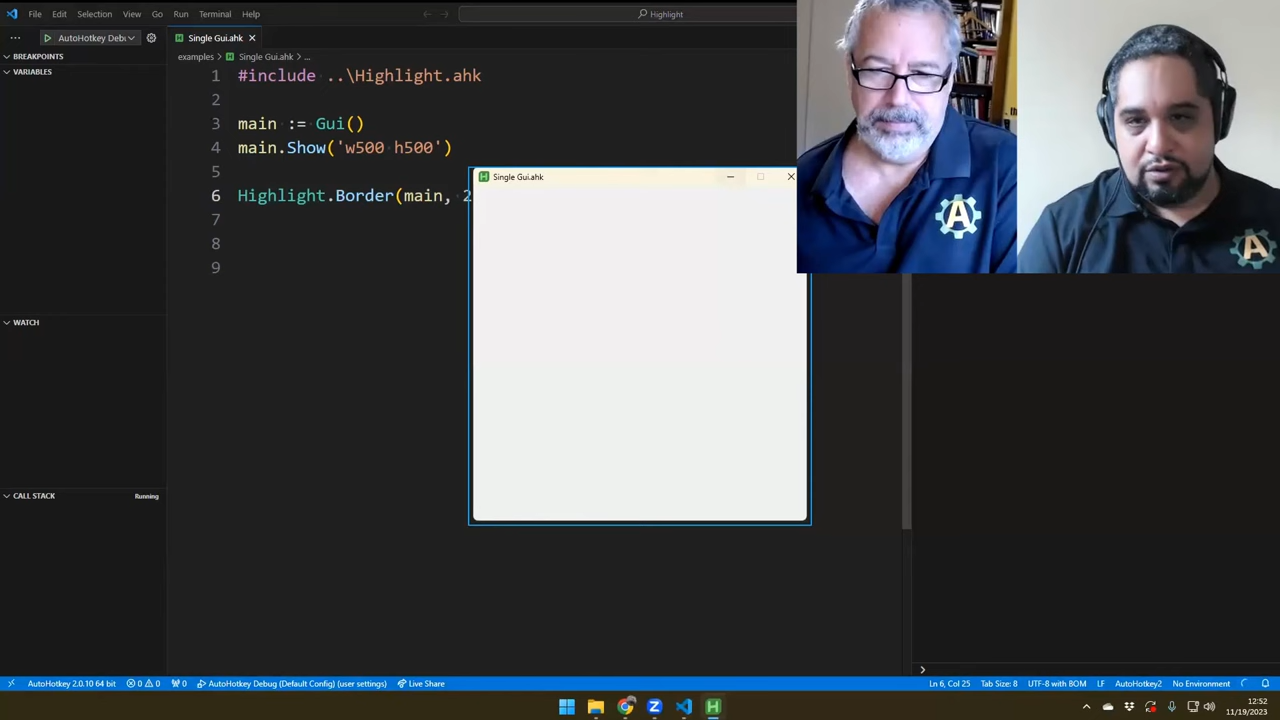 File Edit Selection View Go Run Terminal Help
Highlight
AutoHotkey Debu
Single Gui.ahk
BREAKPOINTS
examples > Single Gui.ahk > ...
VARIABLES
1 #include ..\Highlight.ahk
2
3 main := Gui()
4 main.Show('w500 h500')
5
Single Gui.ahk
6 Highlight.Border(main, 2
7
8
9
A
A
WATCH
CALL STACK
Running
AutoHotkey 2.0.10 64 bit 0 0 0 AutoHotkey Debug (Default Config) (user settings) Live Share
Ln 6, Col 25 Tab Size: 8 UTF-8 with BOM LF AutoHotkey2 No Environment
12:52
11/19/2023